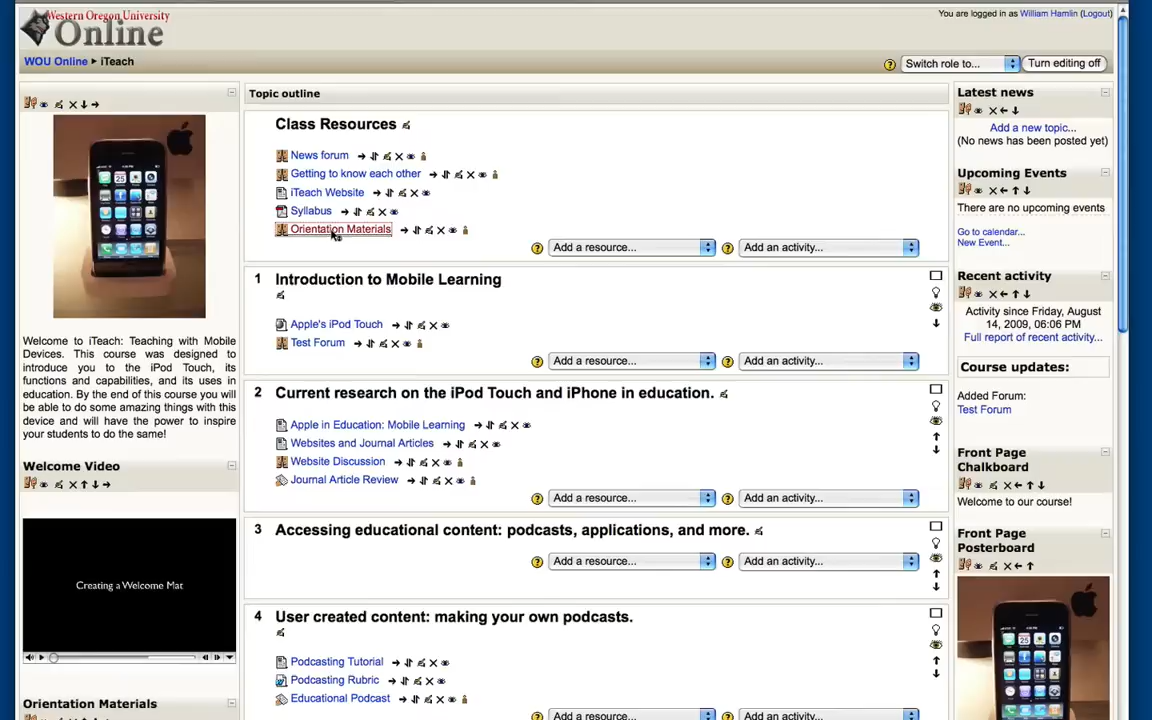 Western Oregon University
Online
You are logged in as William Hamlin (Logout)
WOU Online ► iTeach
Switch role to...
Turn editing off
Topic outline
Class Resources
News forum
Getting to know each other
iTeach Website
Syllabus
Orientation Materials
Add a resource...
Add an activity...
1 Introduction to Mobile Learning
Apple's iPod Touch
Test Forum
Add a resource...
Add an activity...
2 Current research on the iPod Touch and iPhone in education.
Apple in Education: Mobile Learning
Websites and Journal Articles
Website Discussion
Journal Article Review
Add a resource...
Add an activity...
3 Accessing educational content: podcasts, applications, and more.
Add a resource...
Add an activity...
4 User created content: making your own podcasts.
Podcasting Tutorial
Podcasting Rubric
Educational Podcast
Add a resource...
Add an activity...
Welcome to iTeach: Teaching with Mobile
Devices. This course was designed to
introduce you to the iPod Touch, its
functions and capabilities, and its uses in
education. By the end of this course you will
be able to do some amazing things with this
device and will have the power to inspire
your students to do the same!
Welcome Video
Creating a Welcome Mat
Orientation Materials
Latest news
Add a new topic...
(No news has been posted yet)
Upcoming Events
There are no upcoming events
Go to calendar...
New Event...
Recent activity
Activity since Friday, August
14, 2009, 06:06 PM
Full report of recent activity...
Course updates:
Added Forum:
Test Forum
Front Page
Chalkboard
Welcome to our course!
Front Page
Posterboard